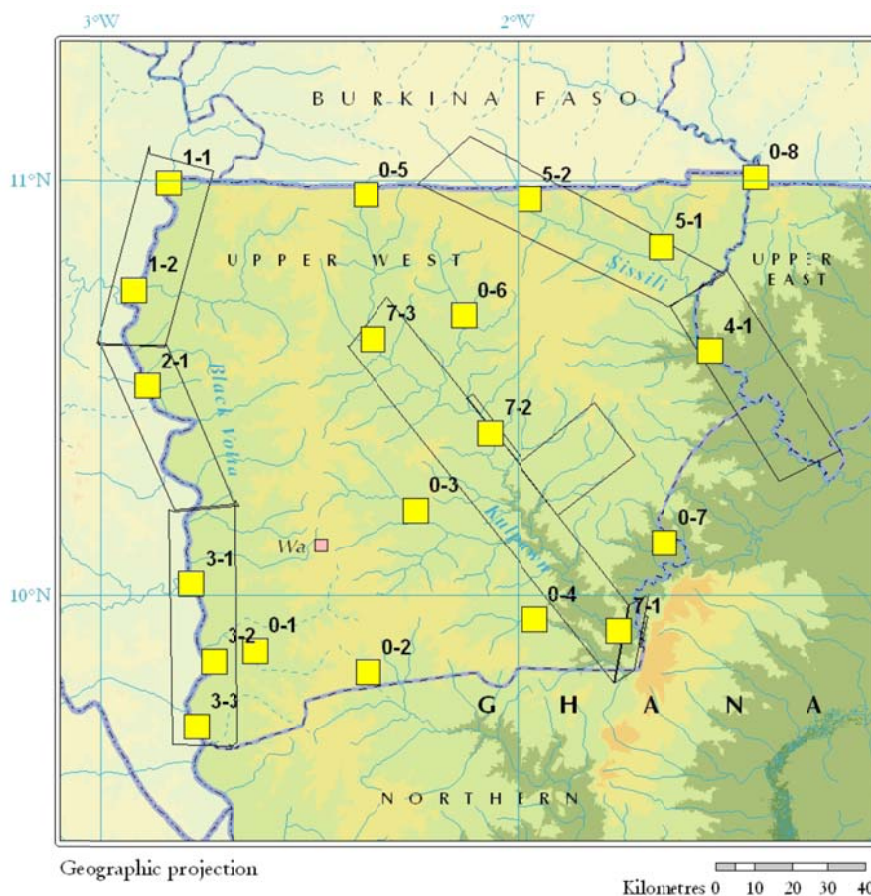 3°W 2°W
BURKINA FASO
1-1
0-5
5-2
0-8
11°N
5-1
UPPER WEST
Sissili
UPPER
EAST
1-2
0-6
7-3
4-1
2-1
Black Volta
7-2
0-3
Kulpawn
0-7
Wa
3-1
10°N
0-4
7-1
0-1
3-2
0-2
3-3
GHANA
NORTHERN
Geographic projection
Kilometres 0 10 20 30 40